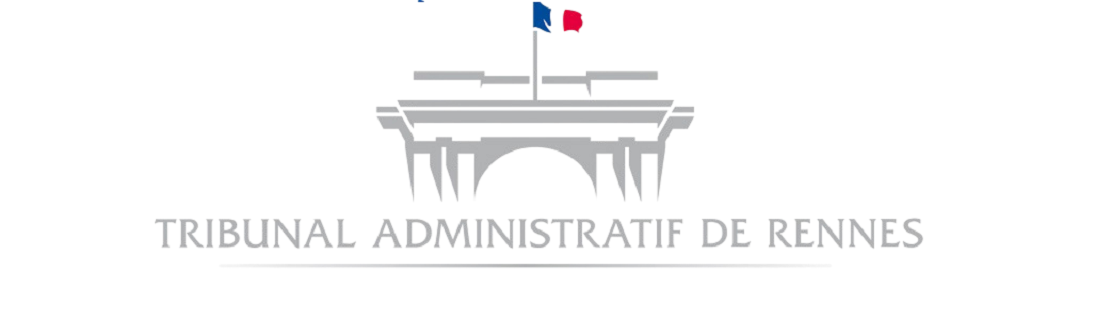 TRIBUNAL ADMINISTRATIF DE RENNES